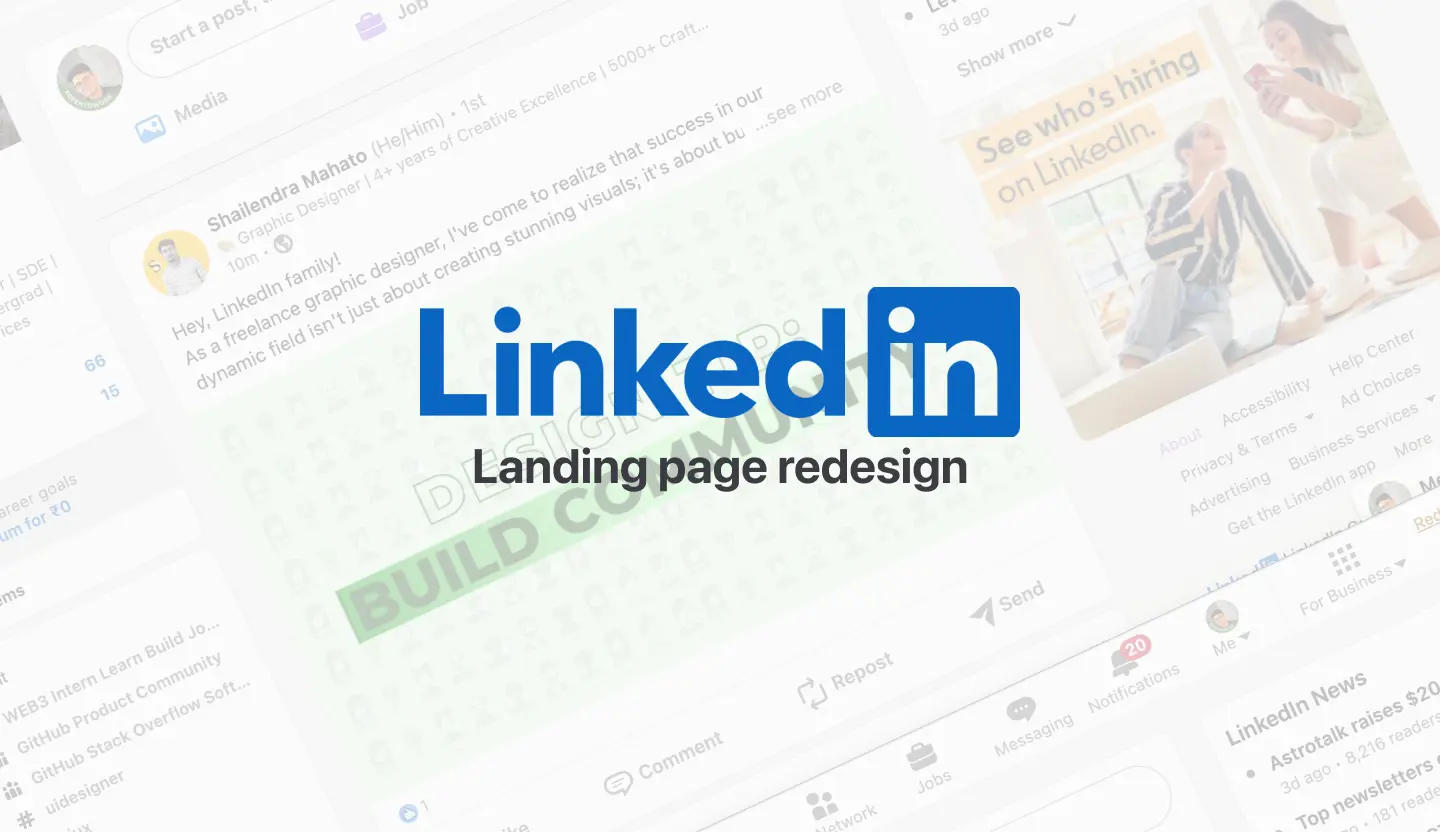 Start a post,
Job
Media
Shailendra Mahato (He/Him) • 1st
Graphic Designer | 4+ years of Creative Excellence | 5000+ Craft...
10m •
Hey, LinkedIn family!
As a freelance graphic designer, I've come to realize that success in our
dynamic field isn't just about creating stunning visuals; it's about bu ...see more
S
DESIGN
BUILD COMMUNITY
LinkedIn
Landing page redesign
3d ago
Show more
See who's hiring
on LinkedIn.
About Accessibility Help Center
Privacy & Terms Ad Choices
Advertising Business Services
Get the LinkedIn app More
| SDE |
ergrad |
ices
66
15
areer goals
um for ₹0
ems
WEB3 Intern Learn Build Jo...
GitHub Product Community
GitHub Stack Overflow Soft...
# uidesigner
1
Comment
Repost
Send
Network
Jobs
Messaging
20
Notifications
Me
For Business
LinkedIn News
Astrotalk raises $20
3d ago • 8,216 readers
Top newsletters
• 181 reade